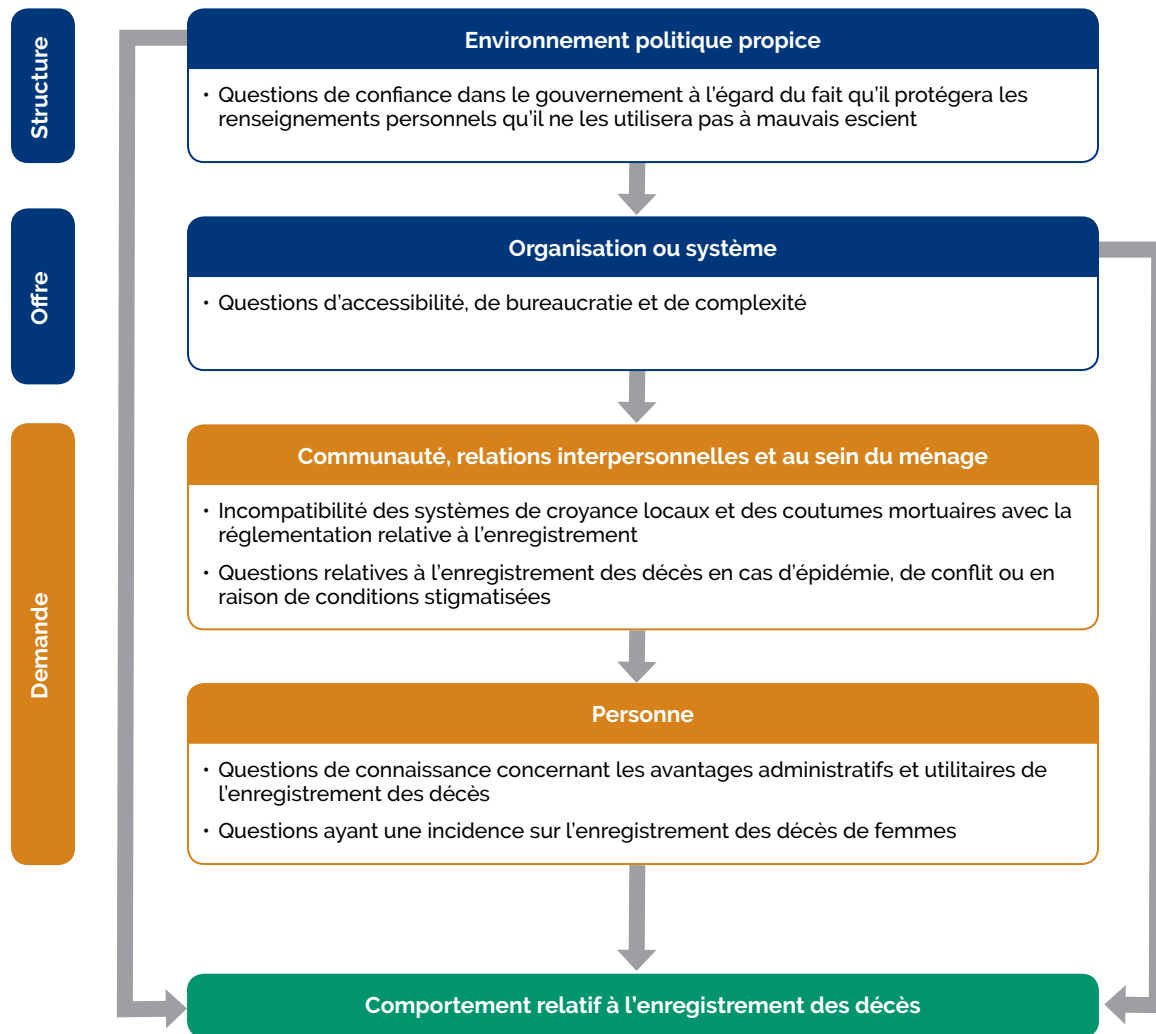 Structure
Environnement politique propice
• Questions de confiance dans le gouvernement à l'égard du fait qu'il protégera les
renseignements personnels qu'il ne les utilisera pas à mauvais escient
Offre
Organisation ou système
• Questions d'accessibilité, de bureaucratie et de complexité
Demande
Communauté, relations interpersonnelles et au sein du ménage
• Incompatibilité des systèmes de croyance locaux et des coutumes mortuaires avec la
réglementation relative à l'enregistrement
• Questions relatives à l'enregistrement des décès en cas d'épidémie, de conflit ou en
raison de conditions stigmatisées
Personne
• Questions de connaissance concernant les avantages administratifs et utilitaires de
l'enregistrement des décès
• Questions ayant une incidence sur l'enregistrement des décès de femmes
Comportement relatif à l'enregistrement des décès